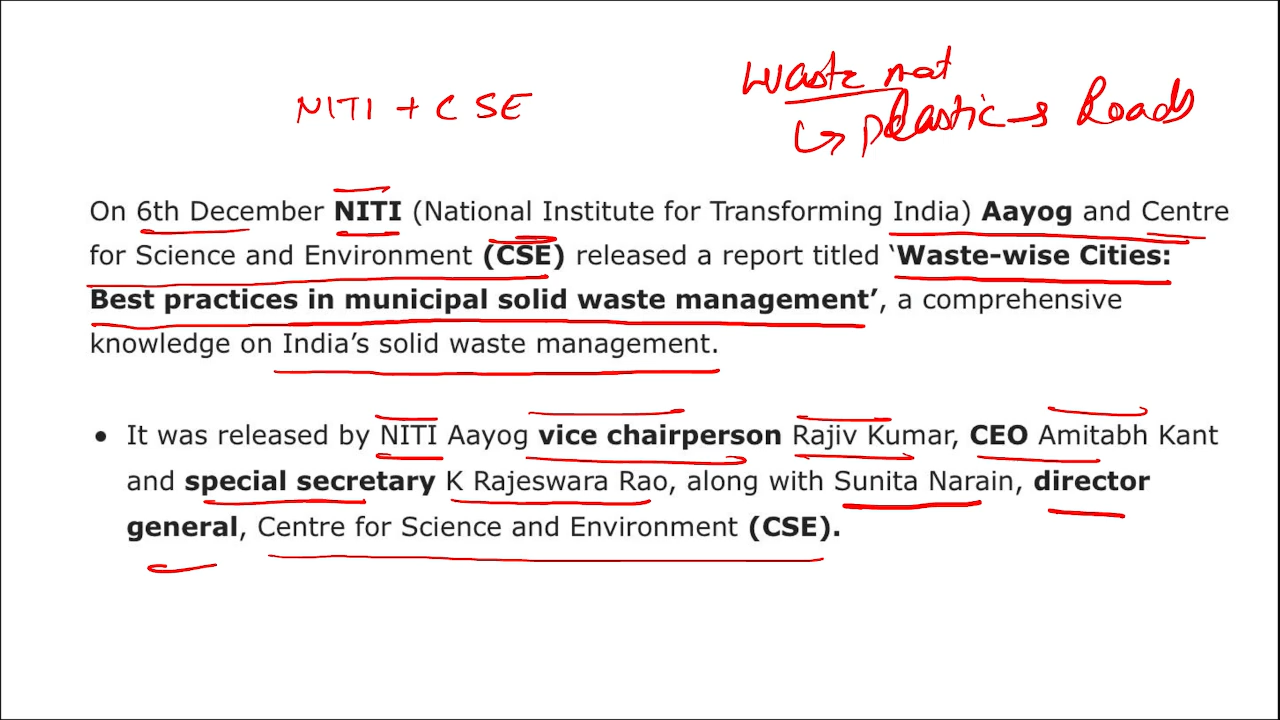 NITI + CSE
waste not
↳ plastic → Roads
On 6th December NITI (National Institute for Transforming India) Aayog and Centre
for Science and Environment (CSE) released a report titled ‘Waste-wise Cities:
Best practices in municipal solid waste management’, a comprehensive
knowledge on India’s solid waste management.
• It was released by NITI Aayog vice chairperson Rajiv Kumar, CEO Amitabh Kant
and special secretary K Rajeswara Rao, along with Sunita Narain, director
general, Centre for Science and Environment (CSE).